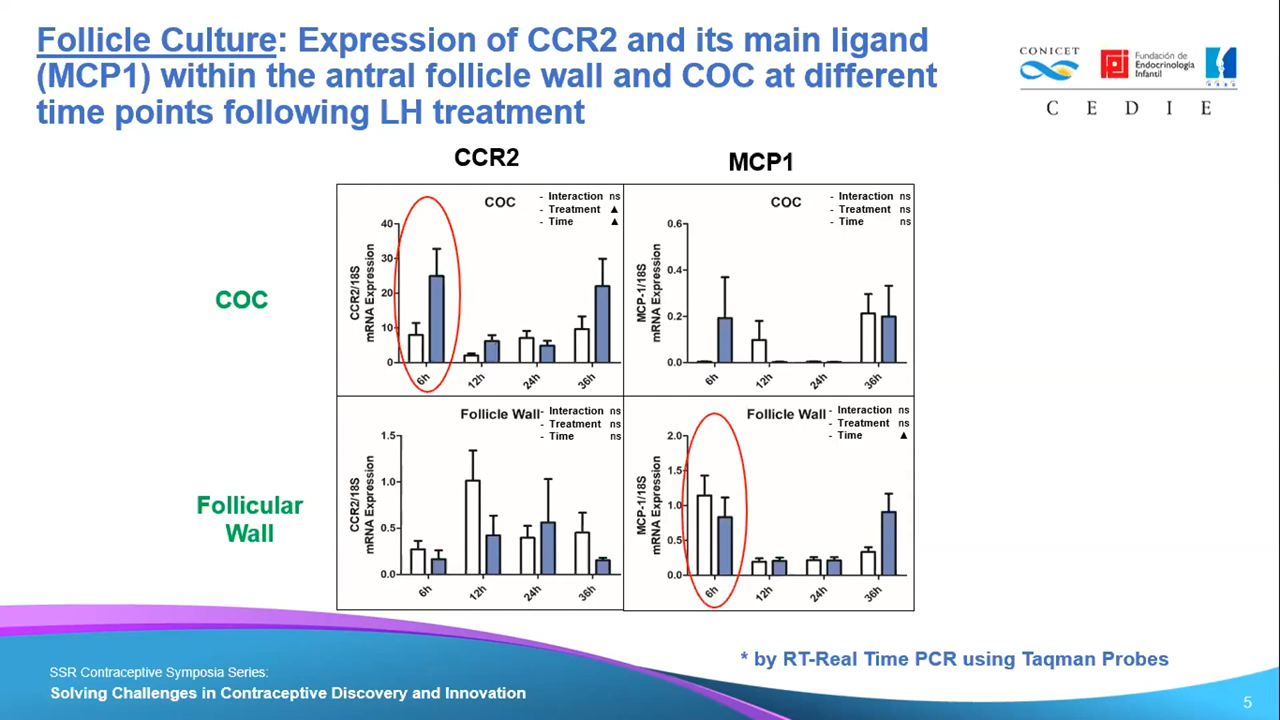 Follicle Culture: Expression of CCR2 and its main ligand
(MCP1) within the antral follicle wall and COC at different
time points following LH treatment
CONICET
Fundación de
Endocrinología
Infantil
C E D I E
CCR2
MCP1
COC
COC
- Interaction ns
- Treatment ▲
- Time ▲
CCR2/18S
mRNA Expression
40
30
20
10
0
6h
12h
24h
36h
COC
- Interaction ns
- Treatment ns
- Time ns
MCP-1/18S
mRNA Expression
0.6
0.4
0.2
0.0
6h
12h
24h
36h
Follicular
Wall
Follicle Wall
- Interaction ns
- Treatment ns
- Time ns
CCR2/18S
mRNA Expression
1.5
1.0
0.5
0.0
6h
12h
24h
36h
Follicle Wall
- Interaction ns
- Treatment ns
- Time ▲
MCP-1/18S
mRNA Expression
2.0
1.5
1.0
0.5
0.0
6h
12h
24h
36h
* by RT-Real Time PCR using Taqman Probes
SSR Contraceptive Symposia Series:
Solving Challenges in Contraceptive Discovery and Innovation
5